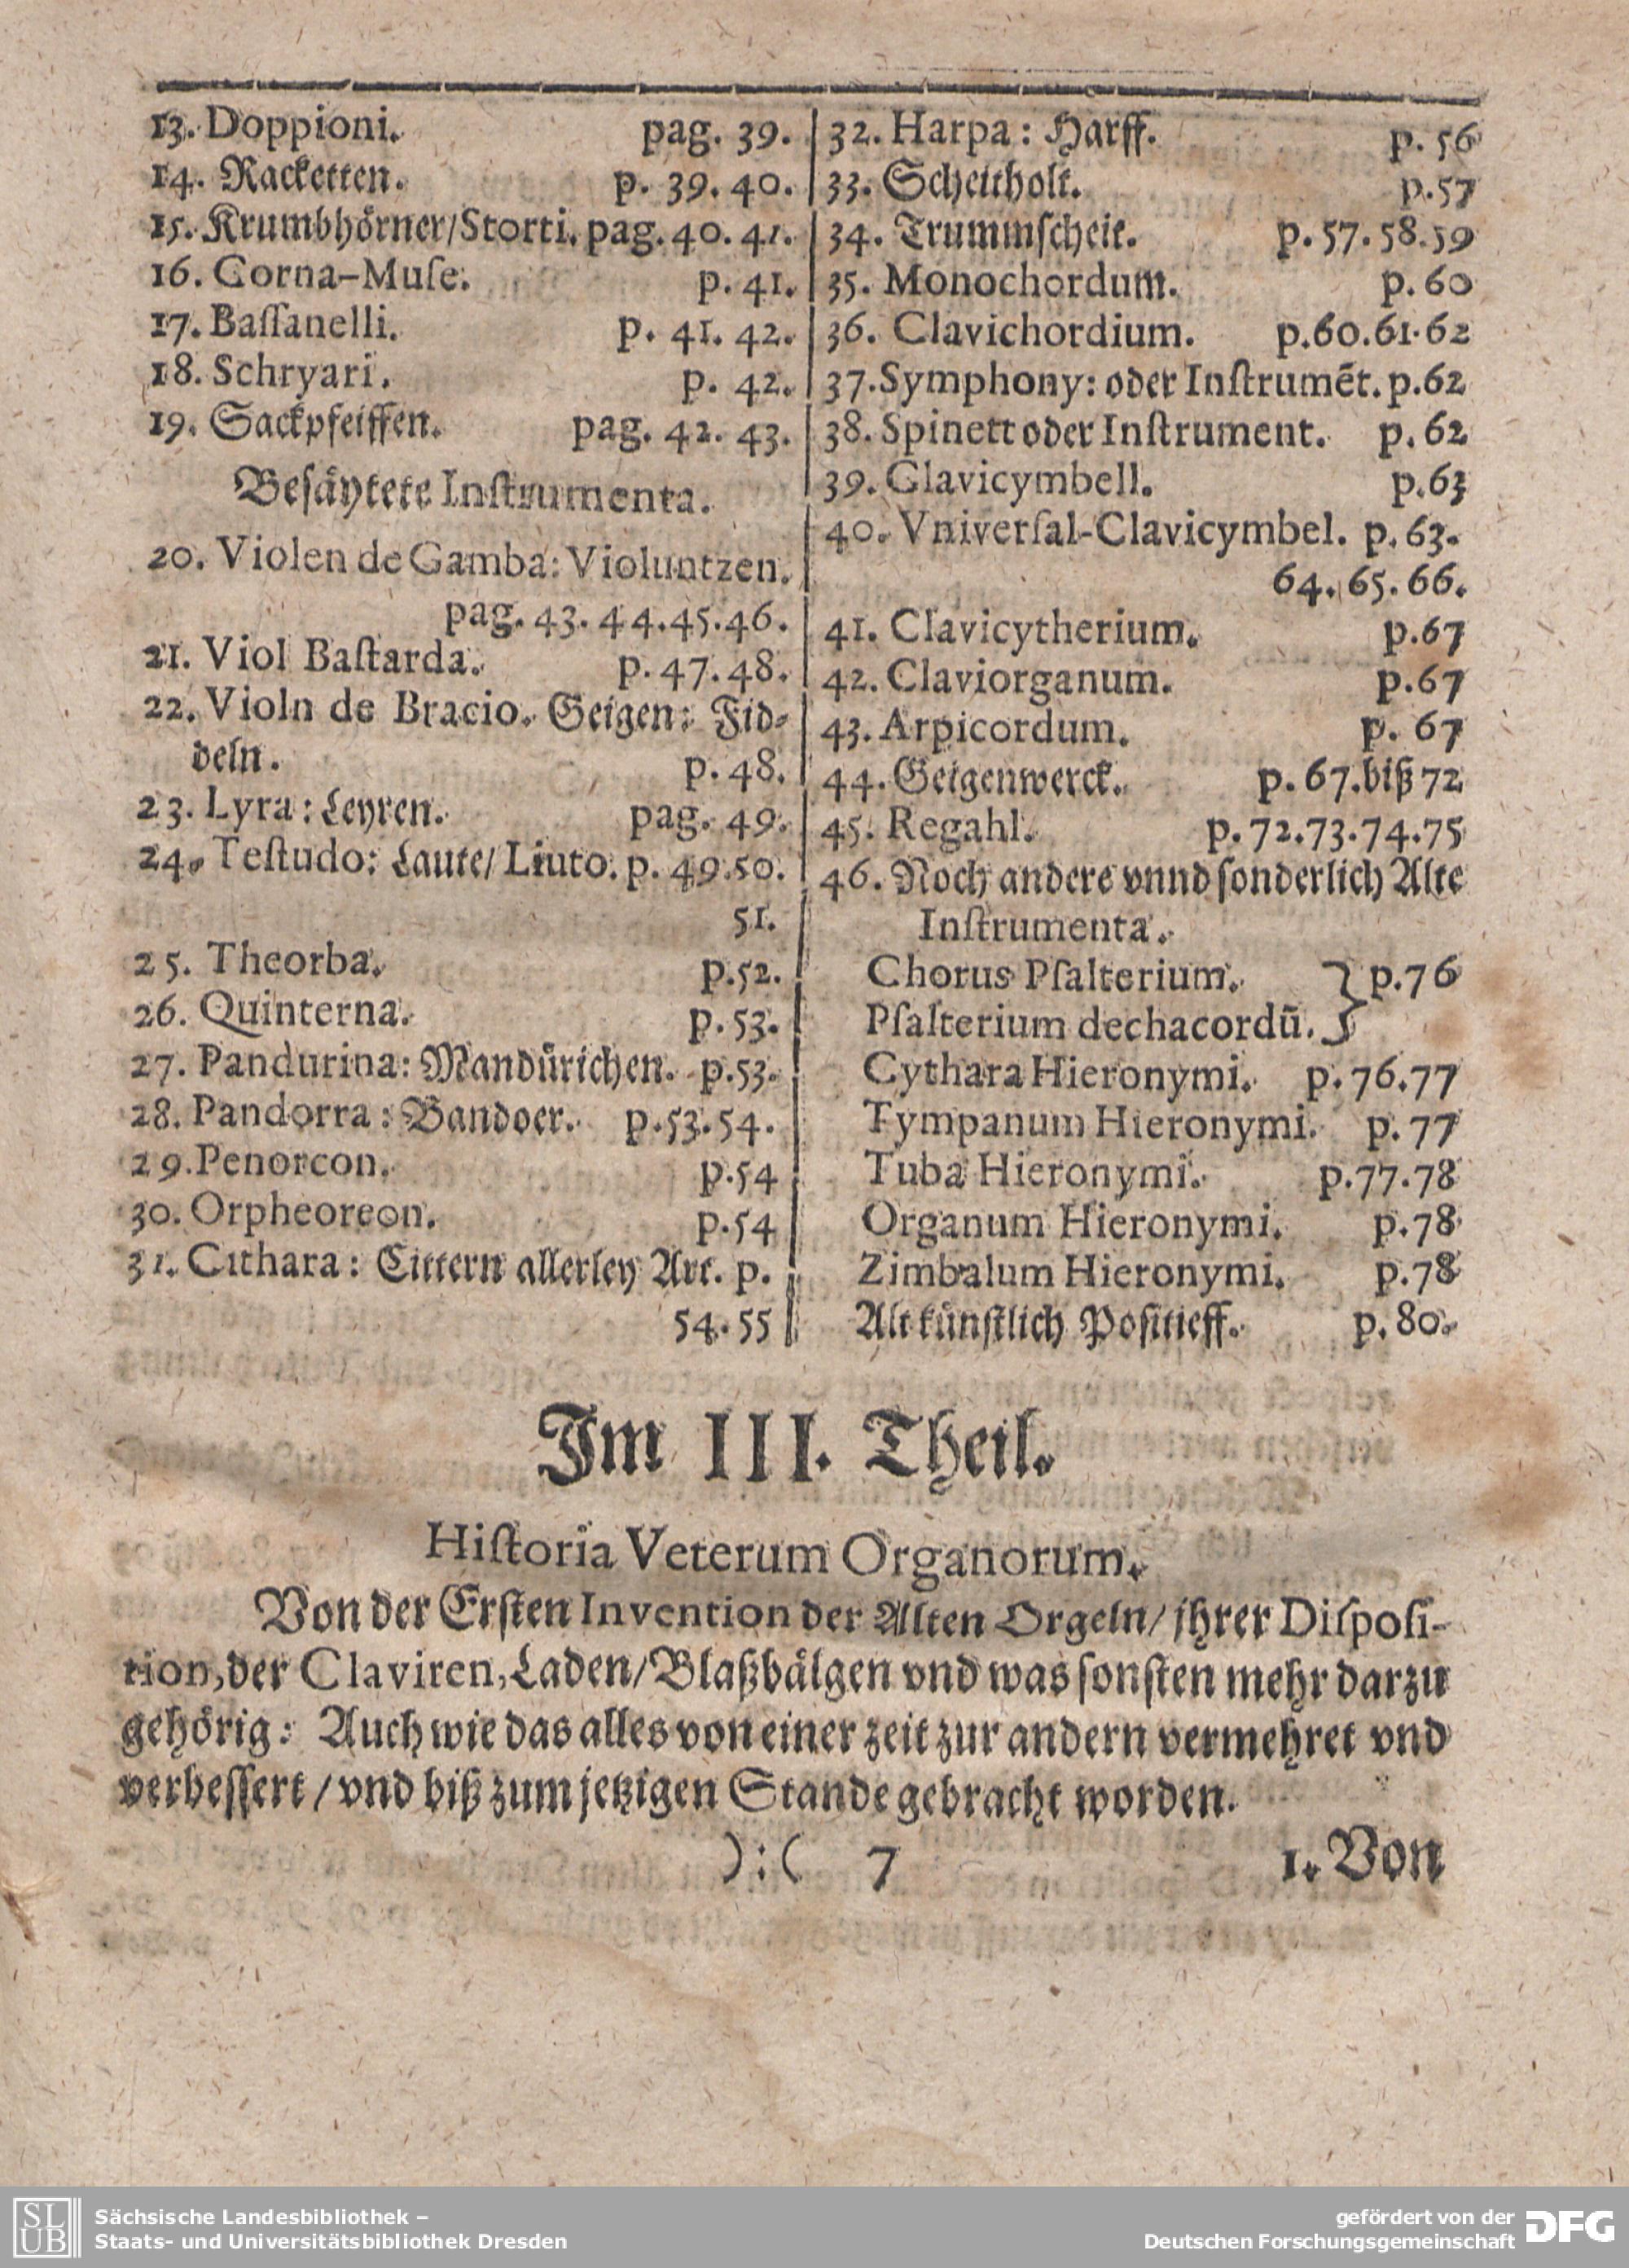 13. Doppioni. pag. 39.
14. Racketten. p. 39. 40.
15. Krumbhörner/Storti. pag. 40. 41.
16. Corna-Muſe. p. 41.
17. Baſſanelli. p. 41. 42.
18. Schryari. p. 42.
19. Sackpfeiffen. pag. 42. 43.
Beſäytete Inſtrumenta.
20. Violen de Gamba: Violuntzen.
pag. 43. 44. 45. 46.
21. Viol Baſtarda. p. 47. 48.
22. Violn de Bracio. Geigen: Fid-
deln. p. 48.
23. Lyra: Leyren. pag. 49.
24. Teſtudo: Laute/ Liuto. p. 49. 50.
51.
25. Theorba. p. 52.
26. Quinterna. p. 53.
27. Pandurina: Mandürichen. p. 53.
28. Pandorra: Bandoer. p. 53. 54.
29. Penorcon. p. 54
30. Orpheoreon. p. 54
31. Cithara: Cittern allerley Art. p.
54. 55
32. Harpa: Harff. p. 56
33. Scheitholt. p. 57
34. Trummſcheit. p. 57. 58. 59
35. Monochordum. p. 60
36. Clavichordium. p. 60. 61. 62
37. Symphony: oder Inſtrumẽt. p. 62
38. Spinett oder Inſtrument. p. 62
39. Clavicymbell. p. 63
40. Vniverſal-Clavicymbel. p. 63.
64. 65. 66.
41. Clavicytherium. p. 67
42. Claviorganum. p. 67
43. Arpicordum. p. 67
44. Geigenwerck. p. 67. biß 72
45. Regahl. p. 72. 73. 74. 75
46. Noch andere vnnd ſonderlich Alte
Inſtrumenta.
Chorus Pſalterium. } p. 76
Pſalterium dechacordũ.
Cythara Hieronymi. p. 76. 77
Tympanum Hieronymi. p. 77
Tuba Hieronymi. p. 77. 78
Organum Hieronymi. p. 78
Zimbalum Hieronymi. p. 78
Alt künſtlich Poſitieff. p. 80.
Im III. Theil.
Hiſtoria Veterum Organorum.
Von der Erſten Invention der Alten Orgeln/ jhrer Diſpoſi-
tion, der Claviren, Laden/ Blaßbälgen vnd was ſonſten mehr darzu
gehörig: Auch wie das alles von einer zeit zur andern vermehret vnd
verbeſſert/ vnd biß zum jetzigen Stande gebracht worden.
):( 7 1. Von
SLUB
Sächsische Landesbibliothek –
Staats- und Universitätsbibliothek Dresden
gefördert von der
Deutschen Forschungsgemeinschaft
DFG